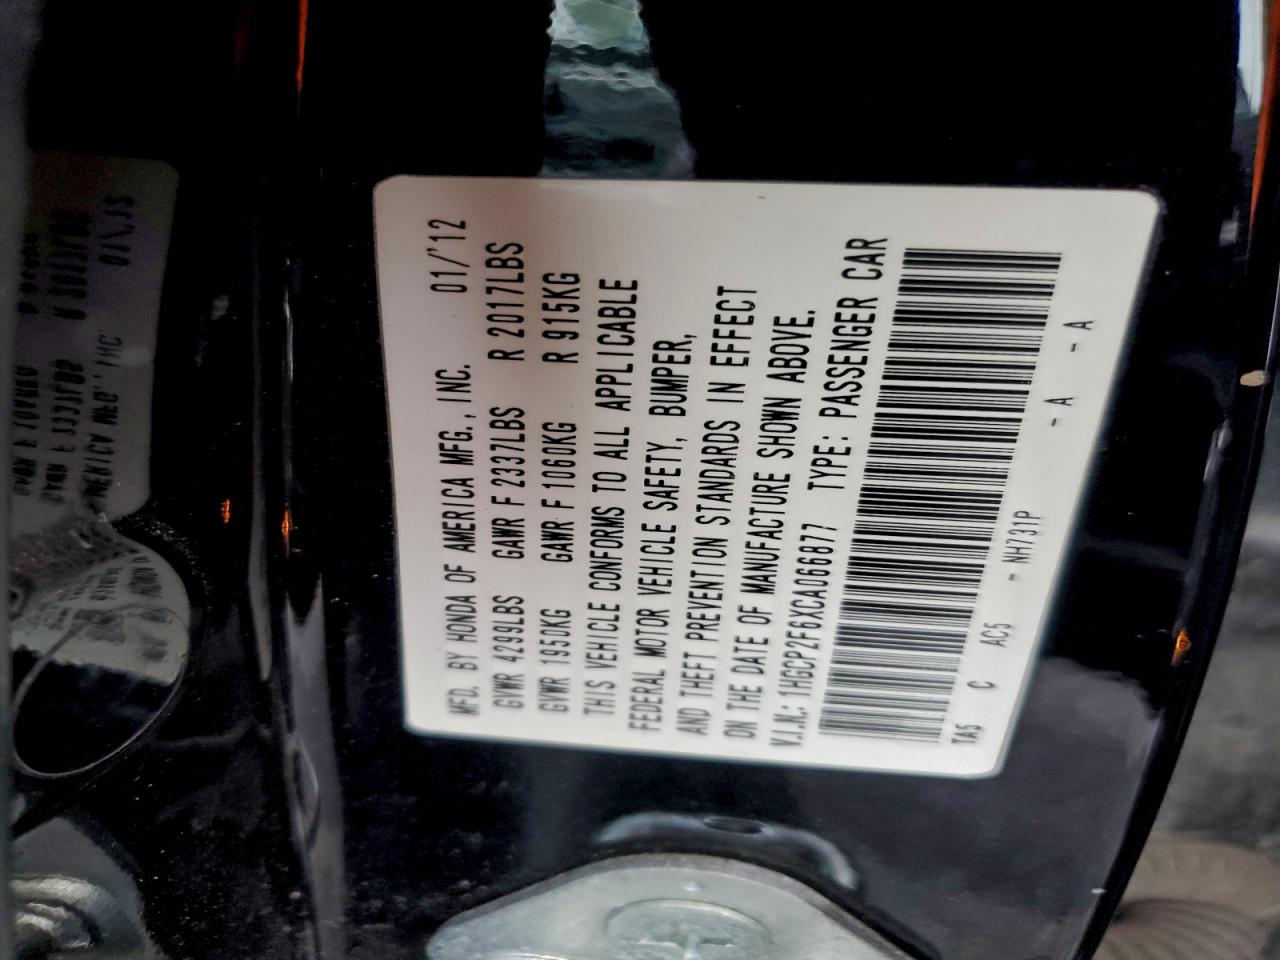 MFD. BY HONDA OF AMERICA MFG., INC. 01/'12
GVWR 4299LBS GAWR F 2337LBS R 2017LBS
GVWR 1950KG GAWR F 1060KG R 915KG
THIS VEHICLE CONFORMS TO ALL APPLICABLE
FEDERAL MOTOR VEHICLE SAFETY, BUMPER,
AND THEFT PREVENTION STANDARDS IN EFFECT
ON THE DATE OF MANUFACTURE SHOWN ABOVE.
V.I.N.: 1HGCP2F6XCA066877 TYPE: PASSENGER CAR
TA5 C AC5 - NH731P - A - A